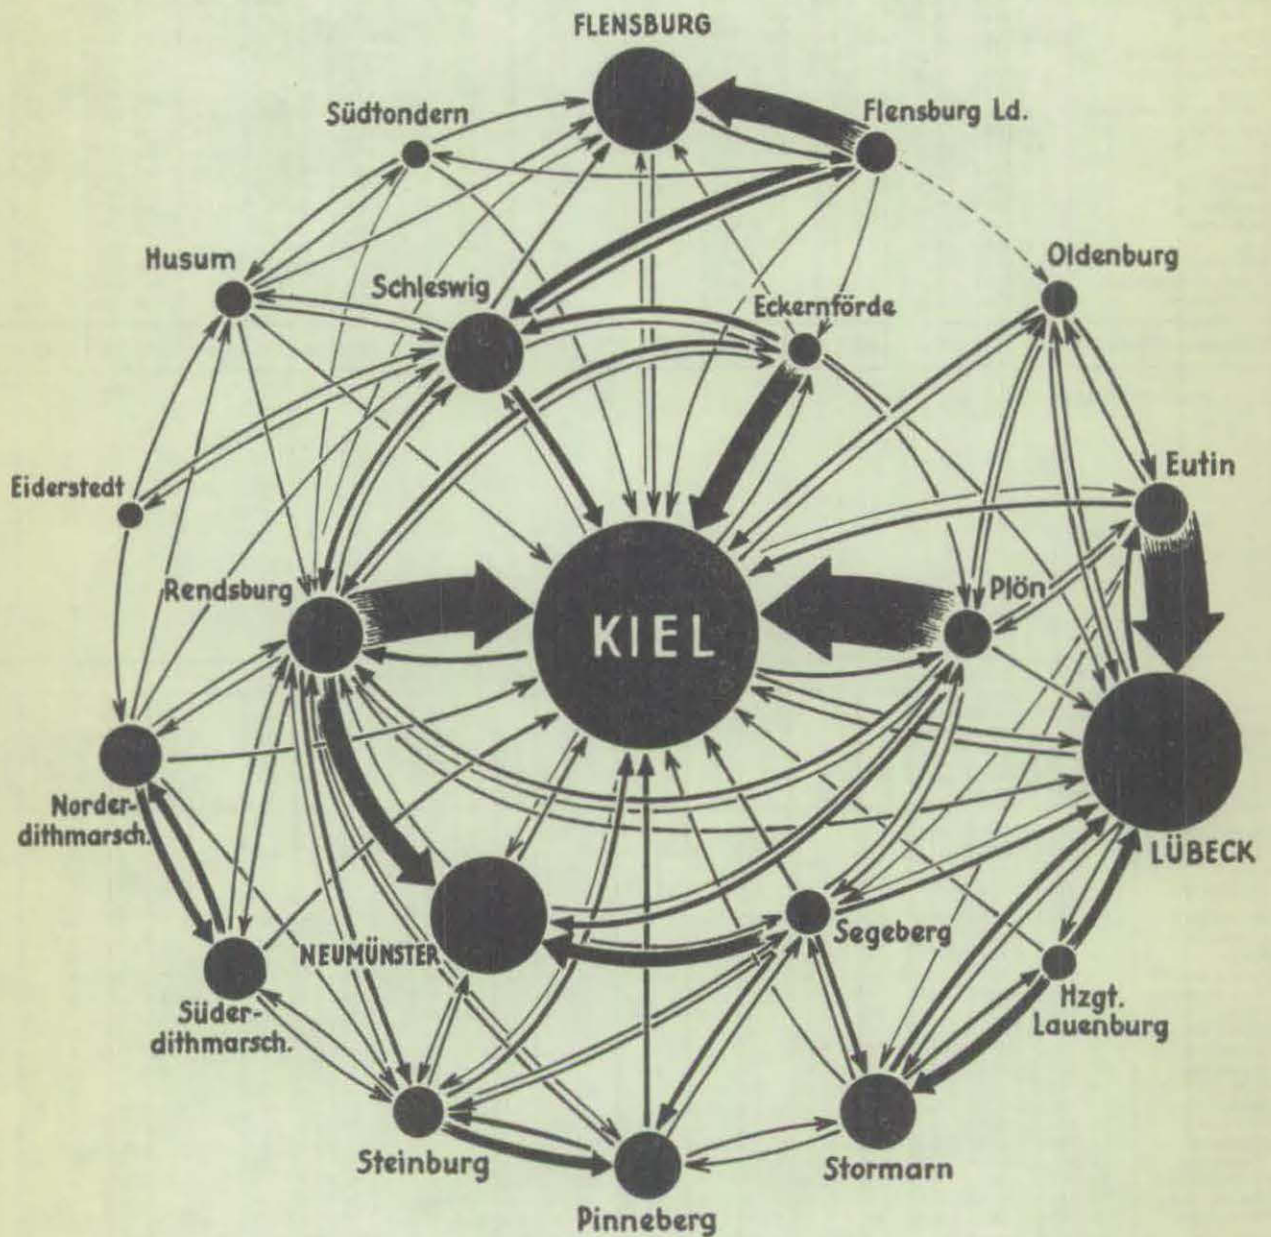 FLENSBURG
Südtondern
Flensburg Ld.
Husum
Schleswig
Eckernförde
Oldenburg
Eiderstedt
Eutin
Rendsburg
KIEL
Plön
Norder-
dithmarsch.
LÜBECK
NEUMÜNSTER
Segeberg
Süder-
dithmarsch.
Hzgt.
Lauenburg
Steinburg
Stormarn
Pinneberg